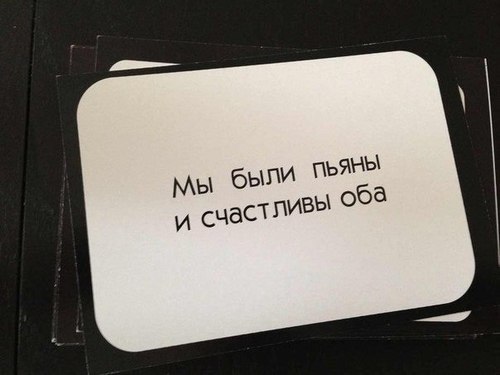 Мы были пьяны
и счастливы оба